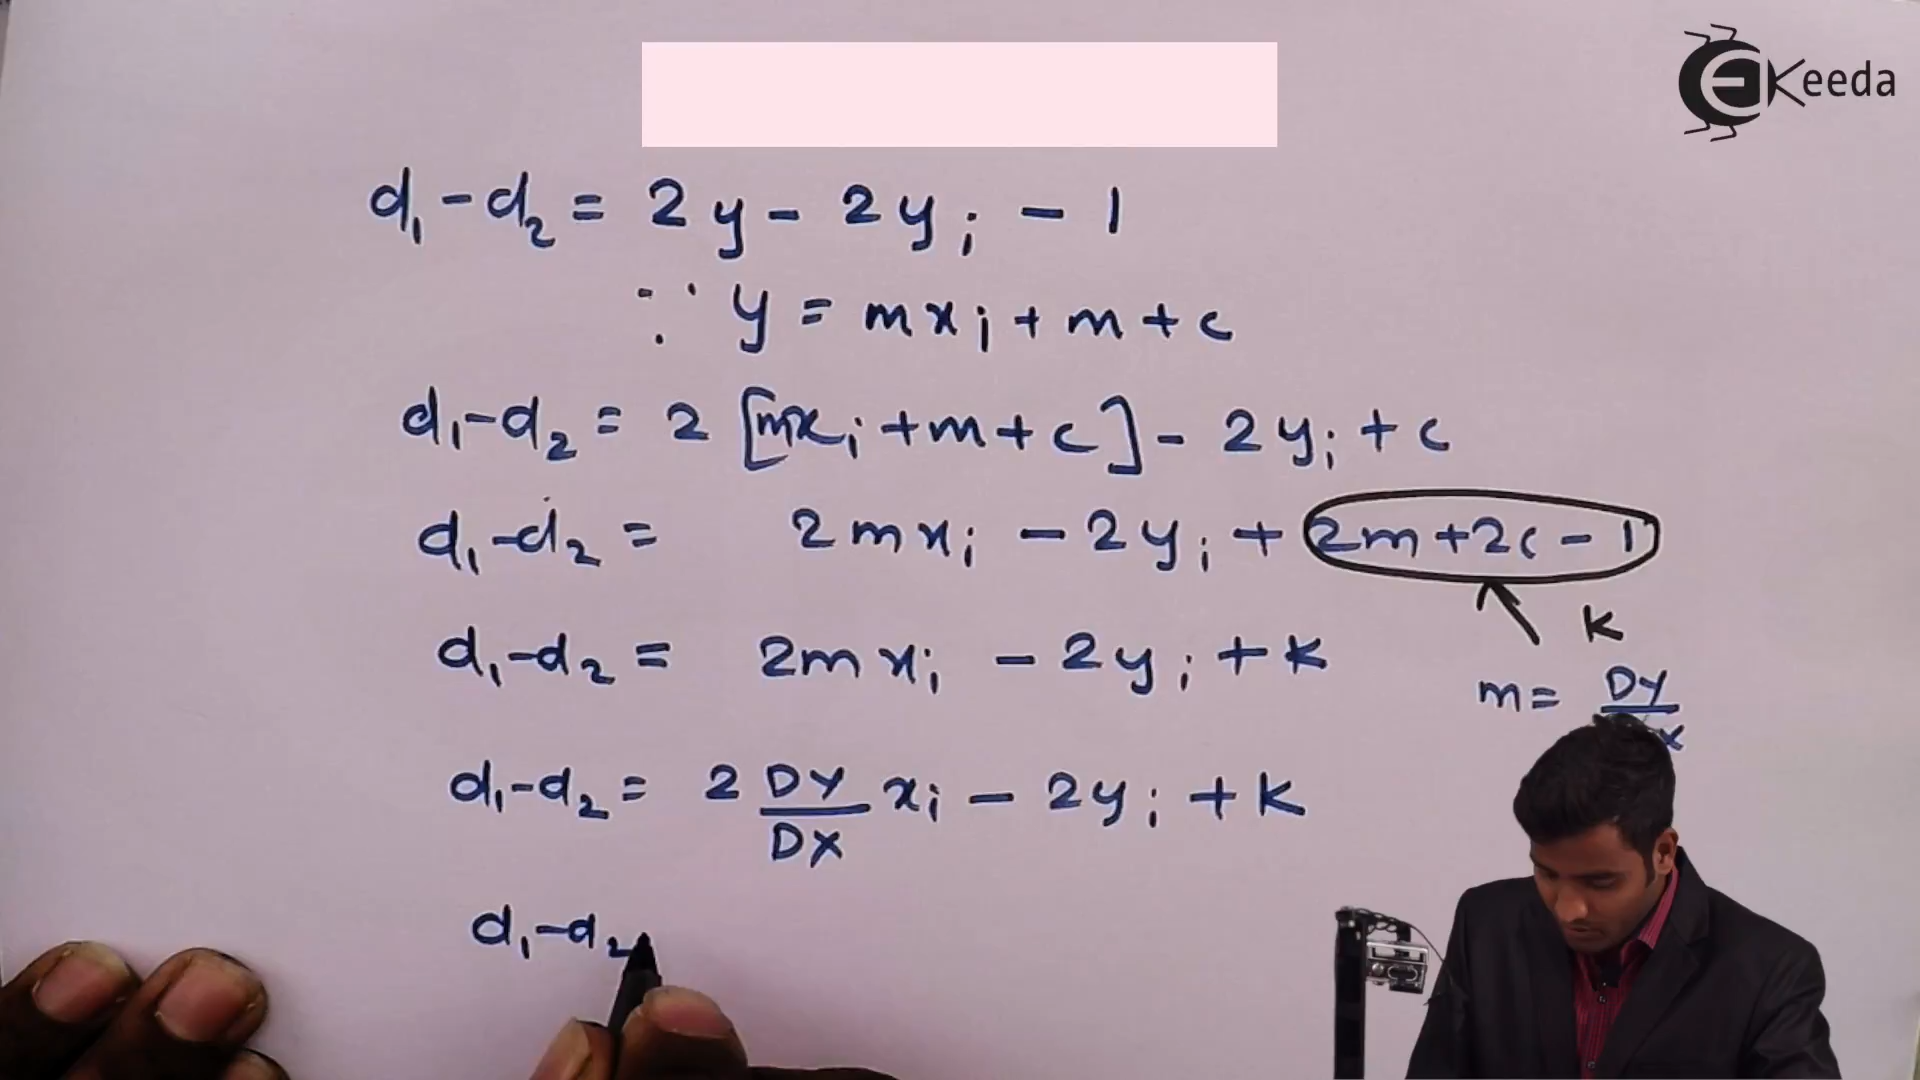 eKeeda
d₁-d₂ = 2y - 2yᵢ - 1
∵ y = mxᵢ + m + c
d₁-d₂ = 2 [mxᵢ + m + c] - 2yᵢ + c
d₁-d₂ = 2mxᵢ - 2yᵢ + 2m + 2c - 1
K
d₁-d₂ = 2mxᵢ - 2yᵢ + K
m = DY
d₁-d₂ = 2 DY/DX xᵢ - 2yᵢ + K
d₁-d₂